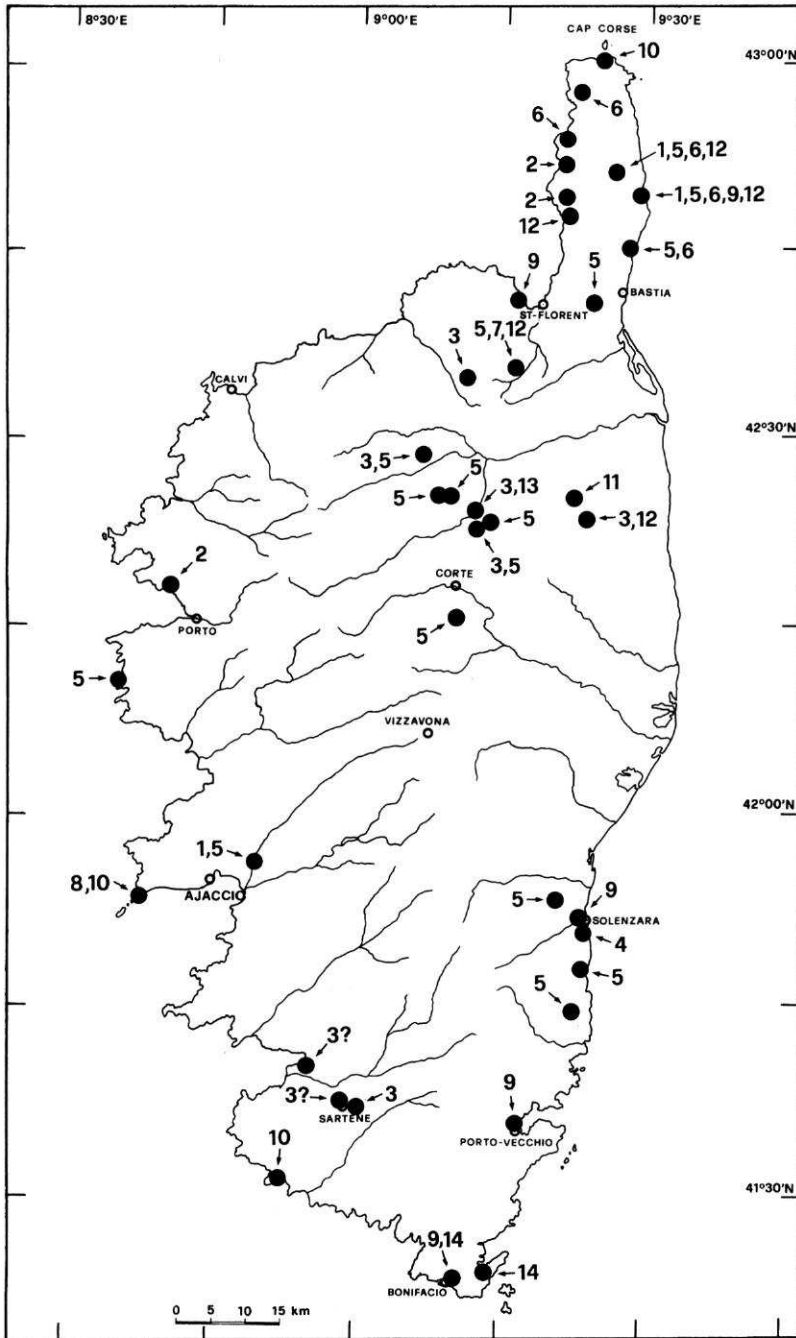 8°30'E 9°00'E 9°30'E
CAP CORSE
43°00'N
10
6
6
1,5,6,12
2
1,5,6,9,12
2
12
5,6
9
5
BASTIA
ST-FLORENT
5,7,12
3
CALVI
42°30'N
3,5
5
5
3,13
11
5
3,12
3,5
2
CORTE
PORTO
5
5
VIZZAVONA
42°00'N
1,5
8,10
AJACCIO
5
9
SOLENZARA
4
5
5
3?
3?
3
SARTENE
9
PORTO-VECCHIO
10
41°30'N
9,14
14
BONIFACIO
0 5 10 15 km